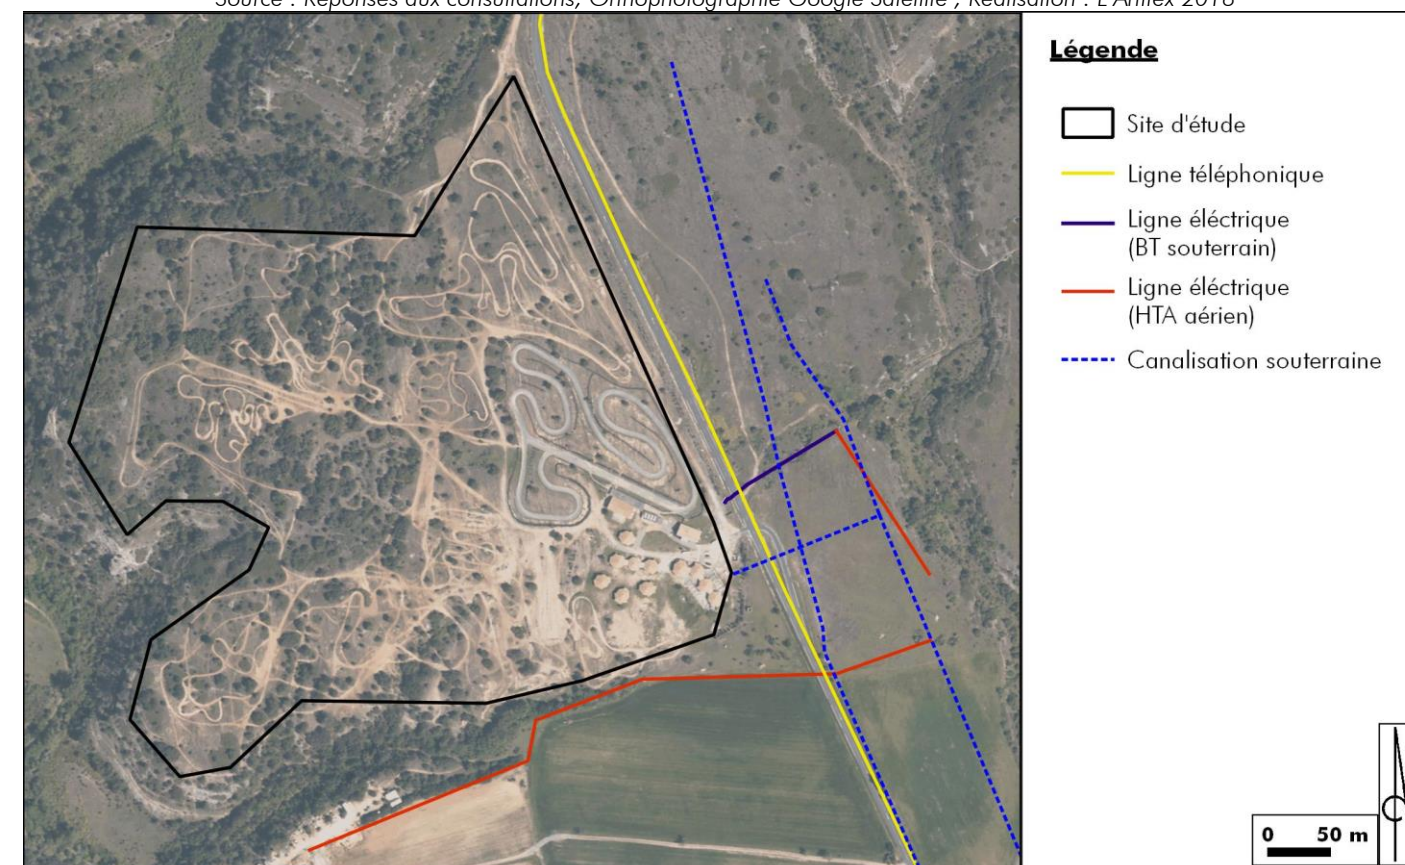 Source : Réponses aux consultations, Orthophotographie Google Satellite ; Réalisation : L'Artifex 2018
Légende
Site d'étude
Ligne téléphonique
Ligne éléctrique
(BT souterrain)
Ligne éléctrique
(HTA aérien)
Canalisation souterraine
0 50 m